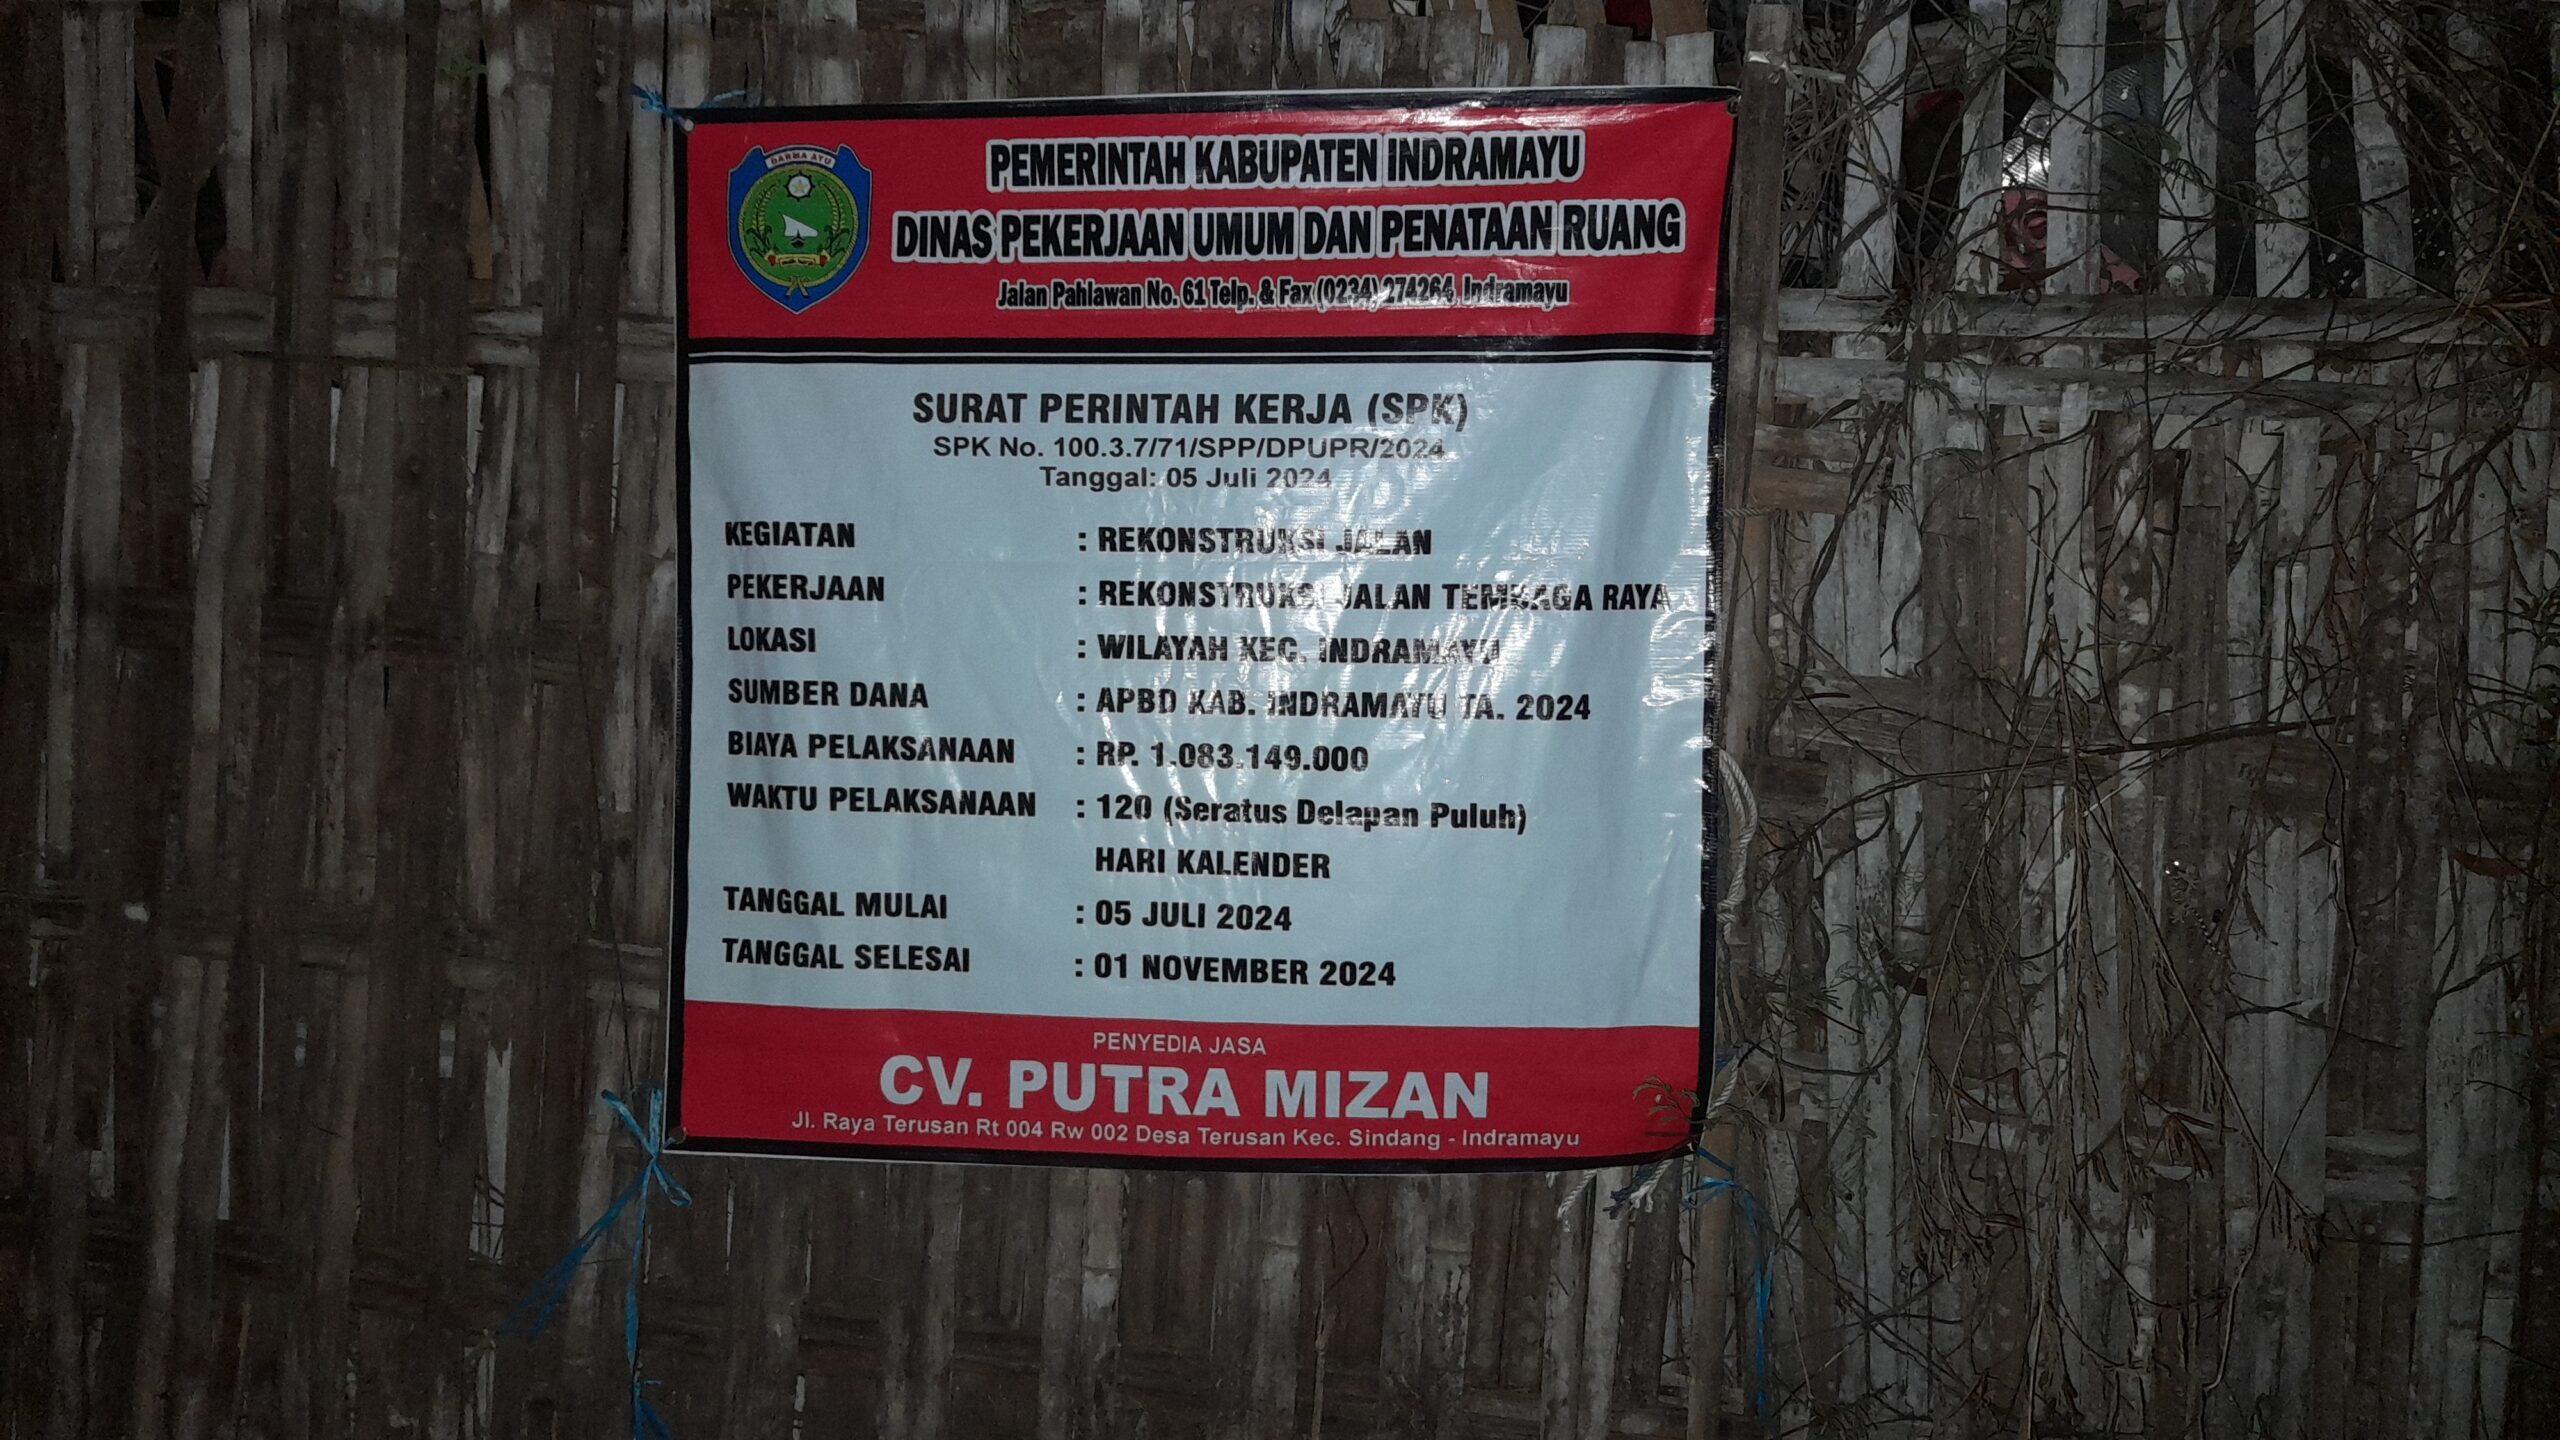 DARMA AYU
PEMERINTAH KABUPATEN INDRAMAYU
DINAS PEKERJAAN UMUM DAN PENATAAN RUANG
Jalan Pahlawan No. 61 Telp. & Fax (0234) 274264, Indramayu
SURAT PERINTAH KERJA (SPK)
SPK No. 100.3.7/71/SPP/DPUPR/2024
Tanggal: 05 Juli 2024
KEGIATAN : REKONSTRUKSI JALAN
PEKERJAAN : REKONSTRUKSI JALAN TEMBAGA RAYA
LOKASI : WILAYAH KEC. INDRAMAYU
SUMBER DANA : APBD KAB. INDRAMAYU TA. 2024
BIAYA PELAKSANAAN : RP. 1.083.149.000
WAKTU PELAKSANAAN : 120 (Seratus Delapan Puluh)
HARI KALENDER
TANGGAL MULAI : 05 JULI 2024
TANGGAL SELESAI : 01 NOVEMBER 2024
PENYEDIA JASA
CV. PUTRA MIZAN
Jl. Raya Terusan Rt 004 Rw 002 Desa Terusan Kec. Sindang - Indramayu